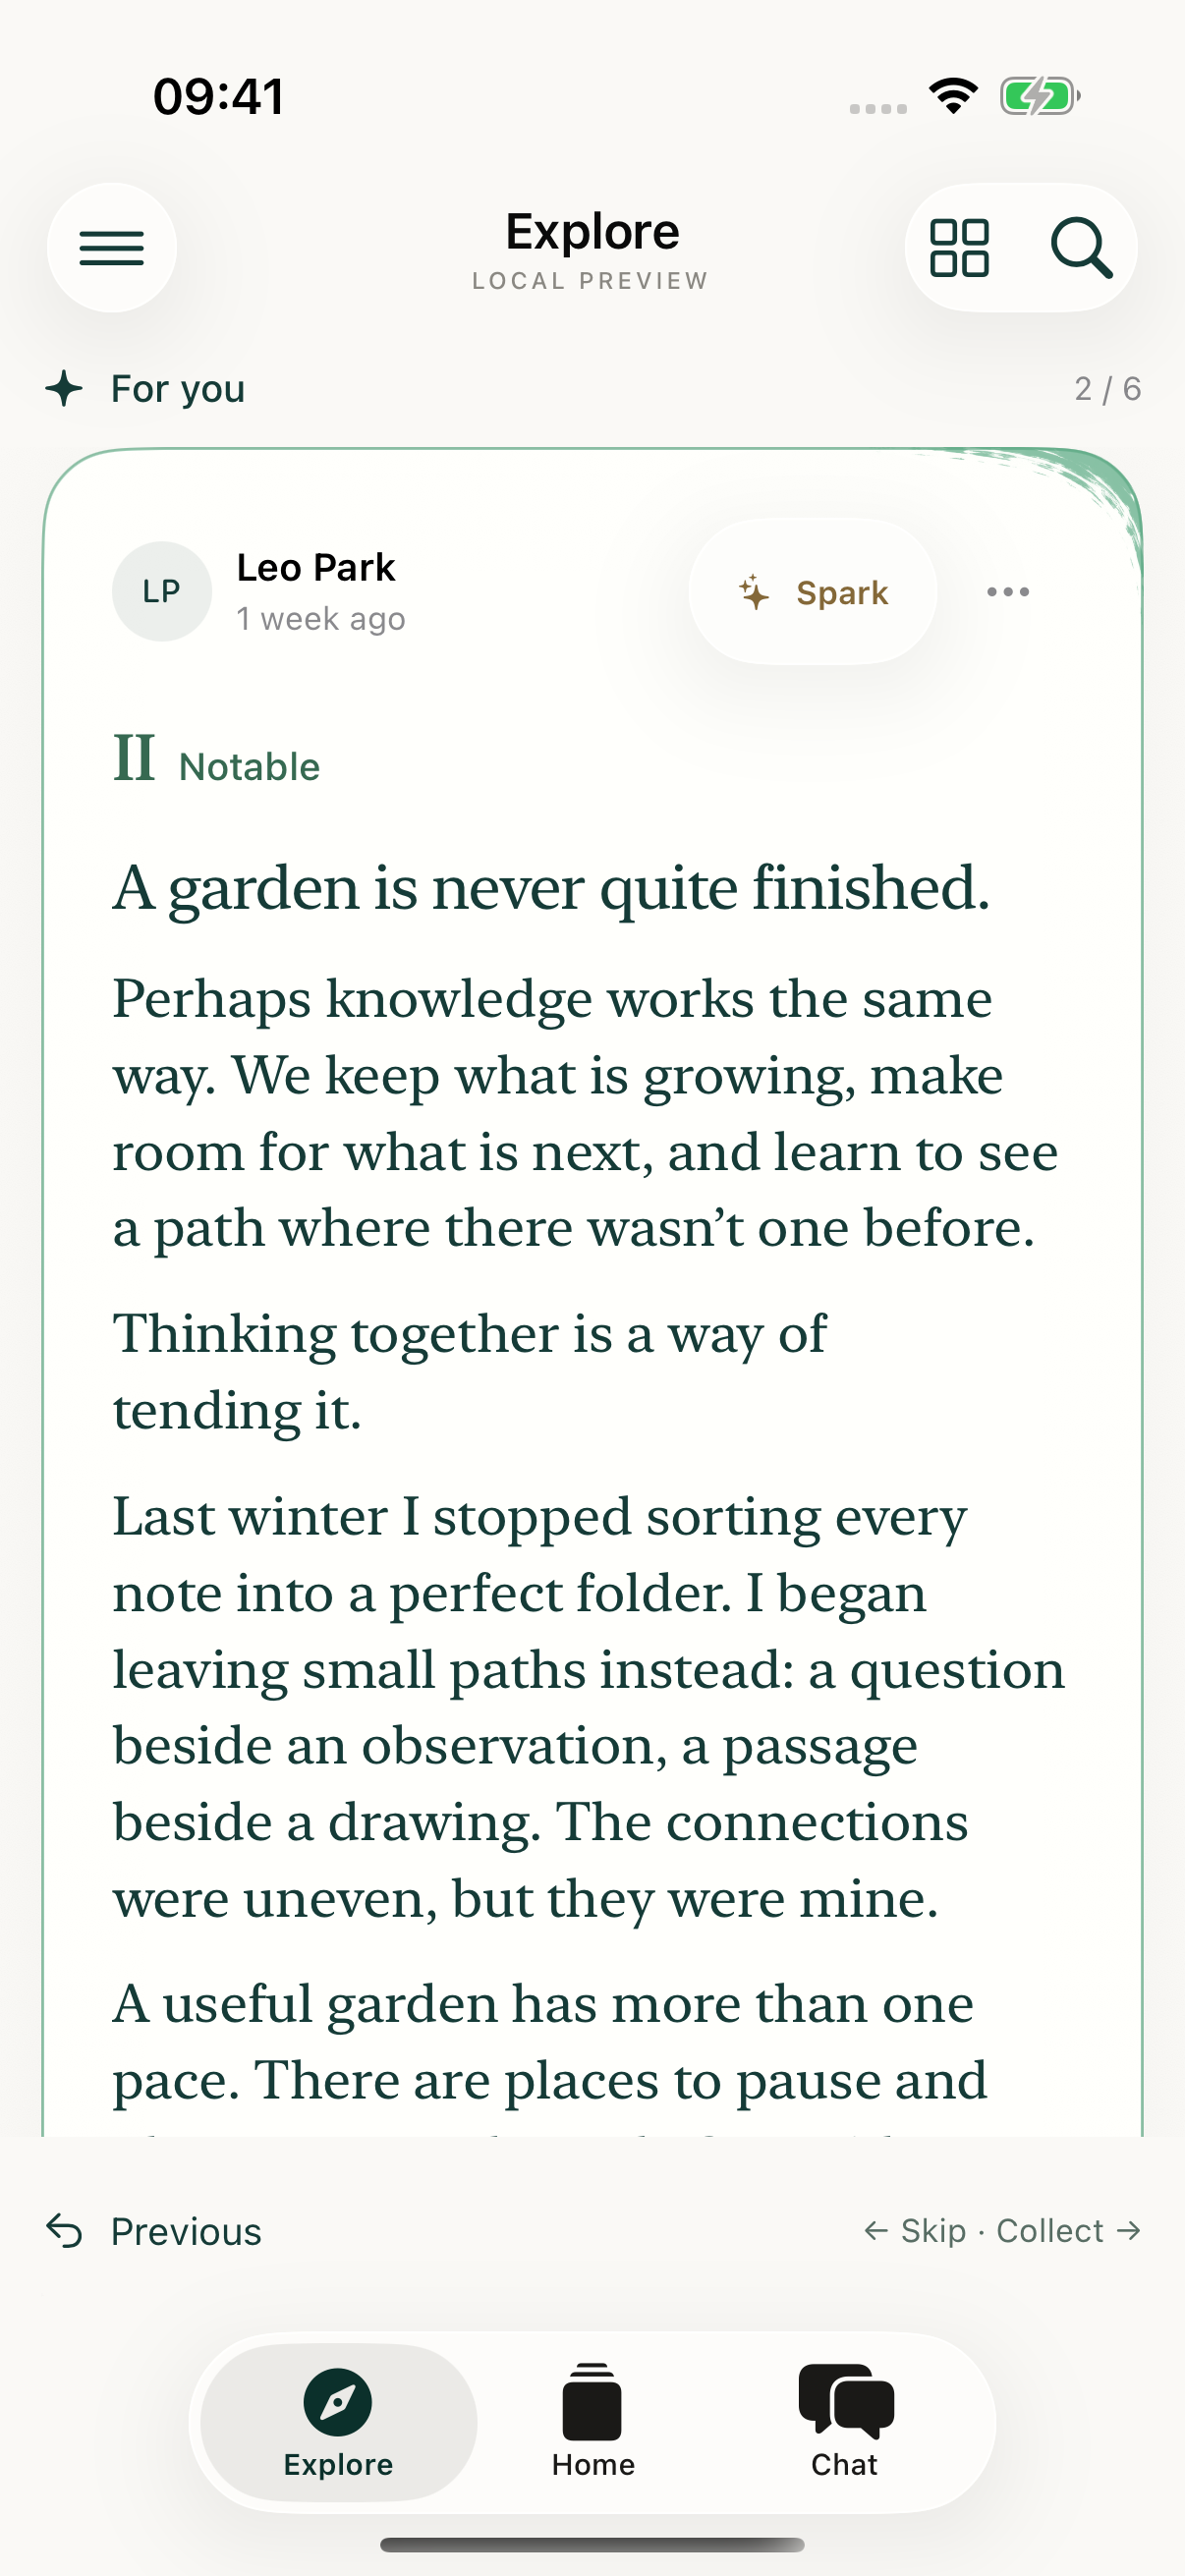 09:41
Explore
LOCAL PREVIEW
For you
2 / 6
LP
Leo Park
1 week ago
Spark
II Notable
A garden is never quite finished.
Perhaps knowledge works the same
way. We keep what is growing, make
room for what is next, and learn to see
a path where there wasn’t one before.
Thinking together is a way of
tending it.
Last winter I stopped sorting every
note into a perfect folder. I began
leaving small paths instead: a question
beside an observation, a passage
beside a drawing. The connections
were uneven, but they were mine.
A useful garden has more than one
pace. There are places to pause and
Previous
← Skip · Collect →
Explore
Home
Chat